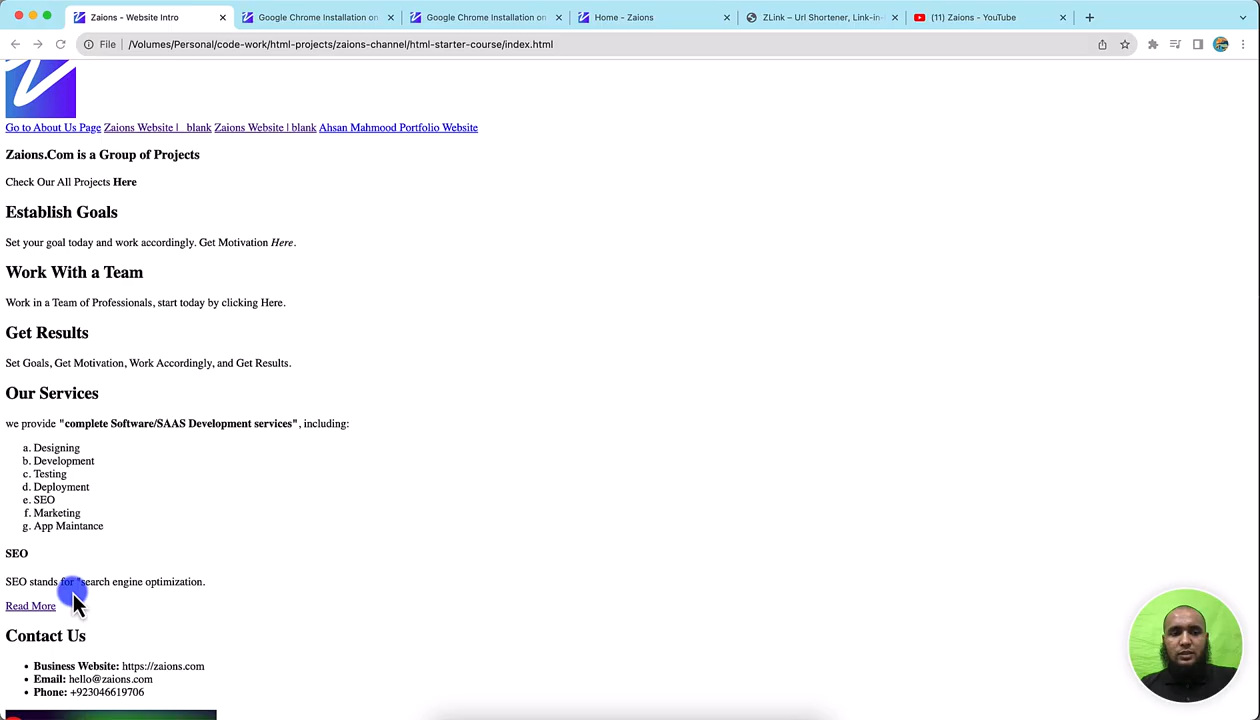 Zaions - Website Intro
Google Chrome Installation on
Google Chrome Installation on
Home - Zaions
ZLink – Url Shortener, Link-in-
(11) Zaions - YouTube
File
/Volumes/Personal/code-work/html-projects/zaions-channel/html-starter-course/index.html
Go to About Us Page Zaions Website | _blank Zaions Website | blank Ahsan Mahmood Portfolio Website
Zaions.Com is a Group of Projects
Check Our All Projects Here
Establish Goals
Set your goal today and work accordingly. Get Motivation Here.
Work With a Team
Work in a Team of Professionals, start today by clicking Here.
Get Results
Set Goals, Get Motivation, Work Accordingly, and Get Results.
Our Services
we provide "complete Software/SAAS Development services", including:
a. Designing
b. Development
c. Testing
d. Deployment
e. SEO
f. Marketing
g. App Maintance
SEO
SEO stands for "search engine optimization.
Read More
Contact Us
• Business Website: https://zaions.com
• Email: hello@zaions.com
• Phone: +923046619706